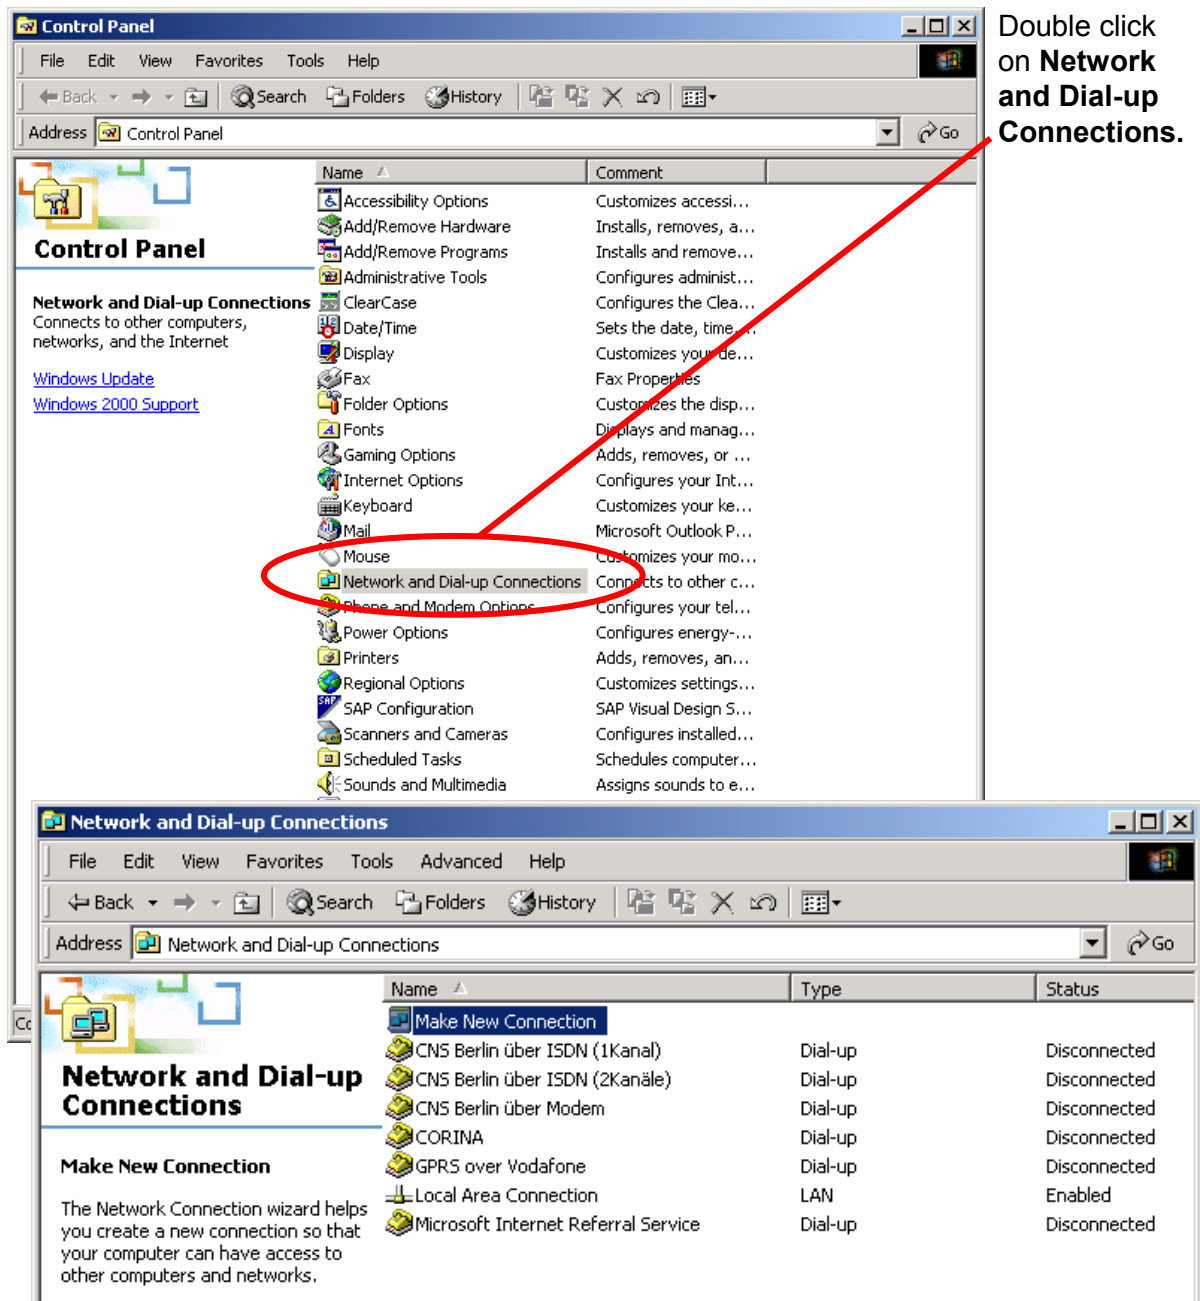 Control Panel
Double click
on Network
and Dial-up
Connections.
File Edit View Favorites Tools Help
Back Search Folders History
Address Control Panel Go
Name Comment
Control Panel
Network and Dial-up Connections
Connects to other computers,
networks, and the Internet
Windows Update
Windows 2000 Support
Accessibility Options Customizes accessi...
Add/Remove Hardware Installs, removes, a...
Add/Remove Programs Installs and remove...
Administrative Tools Configures administ...
ClearCase Configures the Clea...
Date/Time Sets the date, time, ...
Display Customizes your de...
Fax Fax Properties
Folder Options Customizes the disp...
Fonts Displays and manag...
Gaming Options Adds, removes, or ...
Internet Options Configures your Int...
Keyboard Customizes your ke...
Mail Microsoft Outlook P...
Mouse Customizes your mo...
Network and Dial-up Connections Connects to other c...
Phone and Modem Options Configures your tel...
Power Options Configures energy-...
Printers Adds, removes, an...
Regional Options Customizes settings...
SAP Configuration SAP Visual Design S...
Scanners and Cameras Configures installed...
Scheduled Tasks Schedules computer...
Sounds and Multimedia Assigns sounds to e...
Network and Dial-up Connections
File Edit View Favorites Tools Advanced Help
Back Search Folders History
Address Network and Dial-up Connections Go
Name Type Status
Network and Dial-up
Connections
Make New Connection
The Network Connection wizard helps
you create a new connection so that
your computer can have access to
other computers and networks.
Make New Connection
CNS Berlin über ISDN (1Kanal) Dial-up Disconnected
CNS Berlin über ISDN (2Kanäle) Dial-up Disconnected
CNS Berlin über Modem Dial-up Disconnected
CORINA Dial-up Disconnected
GPRS over Vodafone Dial-up Disconnected
Local Area Connection LAN Enabled
Microsoft Internet Referral Service Dial-up Disconnected